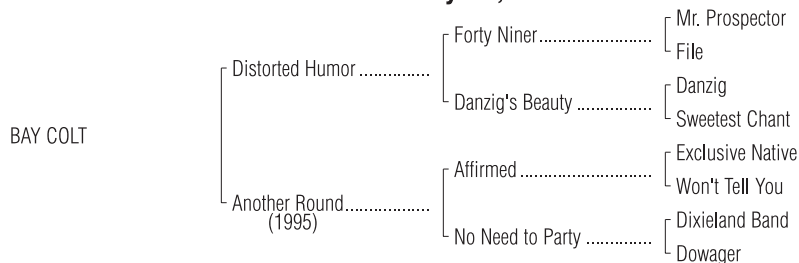 Mr. Prospector
Forty Niner
File
Distorted Humor
Danzig
Danzig's Beauty
Sweetest Chant
BAY COLT
Exclusive Native
Affirmed
Won't Tell You
Another Round
(1995)
Dixieland Band
No Need to Party
Dowager